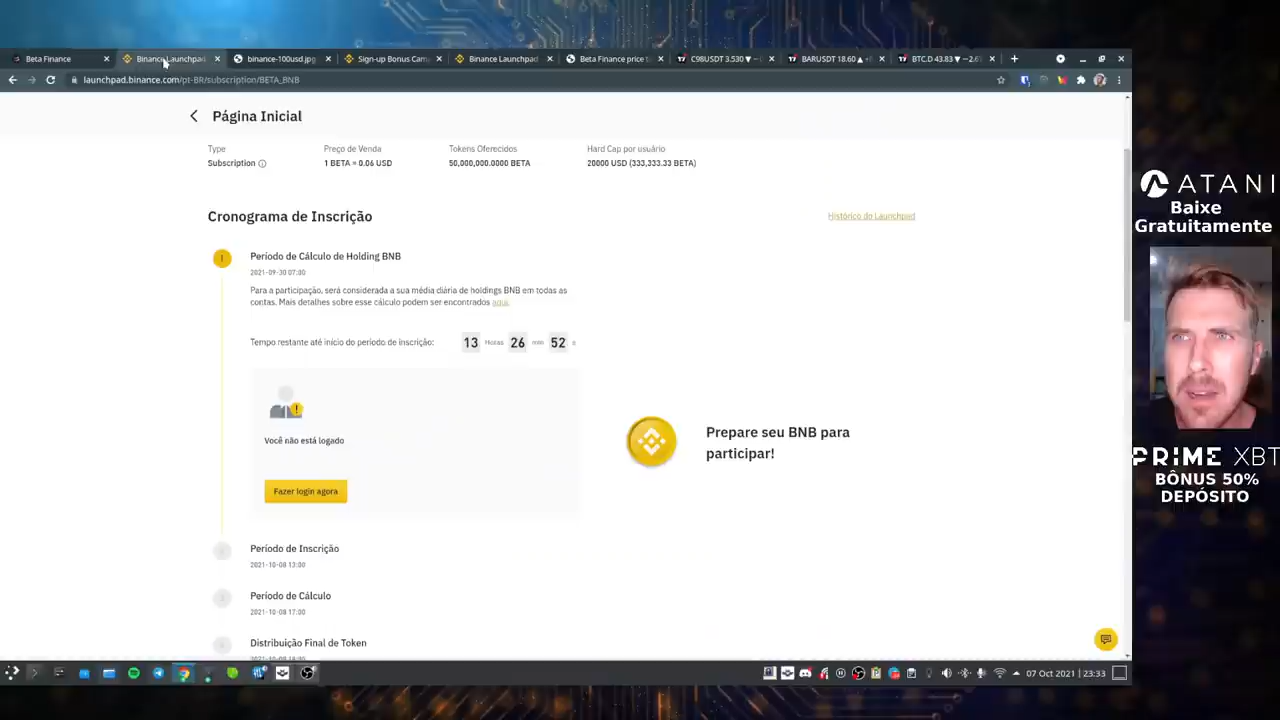 Beta Finance
Binance Launchpad
binance-100usd.jpg
Sign-up Bonus Cam
Binance Launchpad
Beta Finance price
C98USDT 3.530 ▼
BARUSDT 18.60 ▲
BTC.D 43.83 ▼ −2.6
launchpad.binance.com/pt-BR/subscription/BETA_BNB
Página Inicial
Type
Preço de Venda
Tokens Oferecidos
Hard Cap por usuário
Subscription
1 BETA ≈ 0.06 USD
50,000,000.0000 BETA
20000 USD (333,333.33 BETA)
Cronograma de Inscrição
Histórico do Launchpad
1
Período de Cálculo de Holding BNB
2021-09-30 07:00
Para a participação, será considerada a sua média diária de holdings BNB em todas as
contas. Mais detalhes sobre esse cálculo podem ser encontrados aqui.
Tempo restante até início do período de inscrição:
13 Horas 26 min 52 s
Você não está logado
Fazer login agora
Prepare seu BNB para
participar!
Período de Inscrição
2021-10-08 13:00
Período de Cálculo
2021-10-08 17:00
Distribuição Final de Token
07 Oct 2021 | 23:33
ATANI
Baixe
Gratuitamente
PRIME XBT
BÔNUS 50%
DEPÓSITO